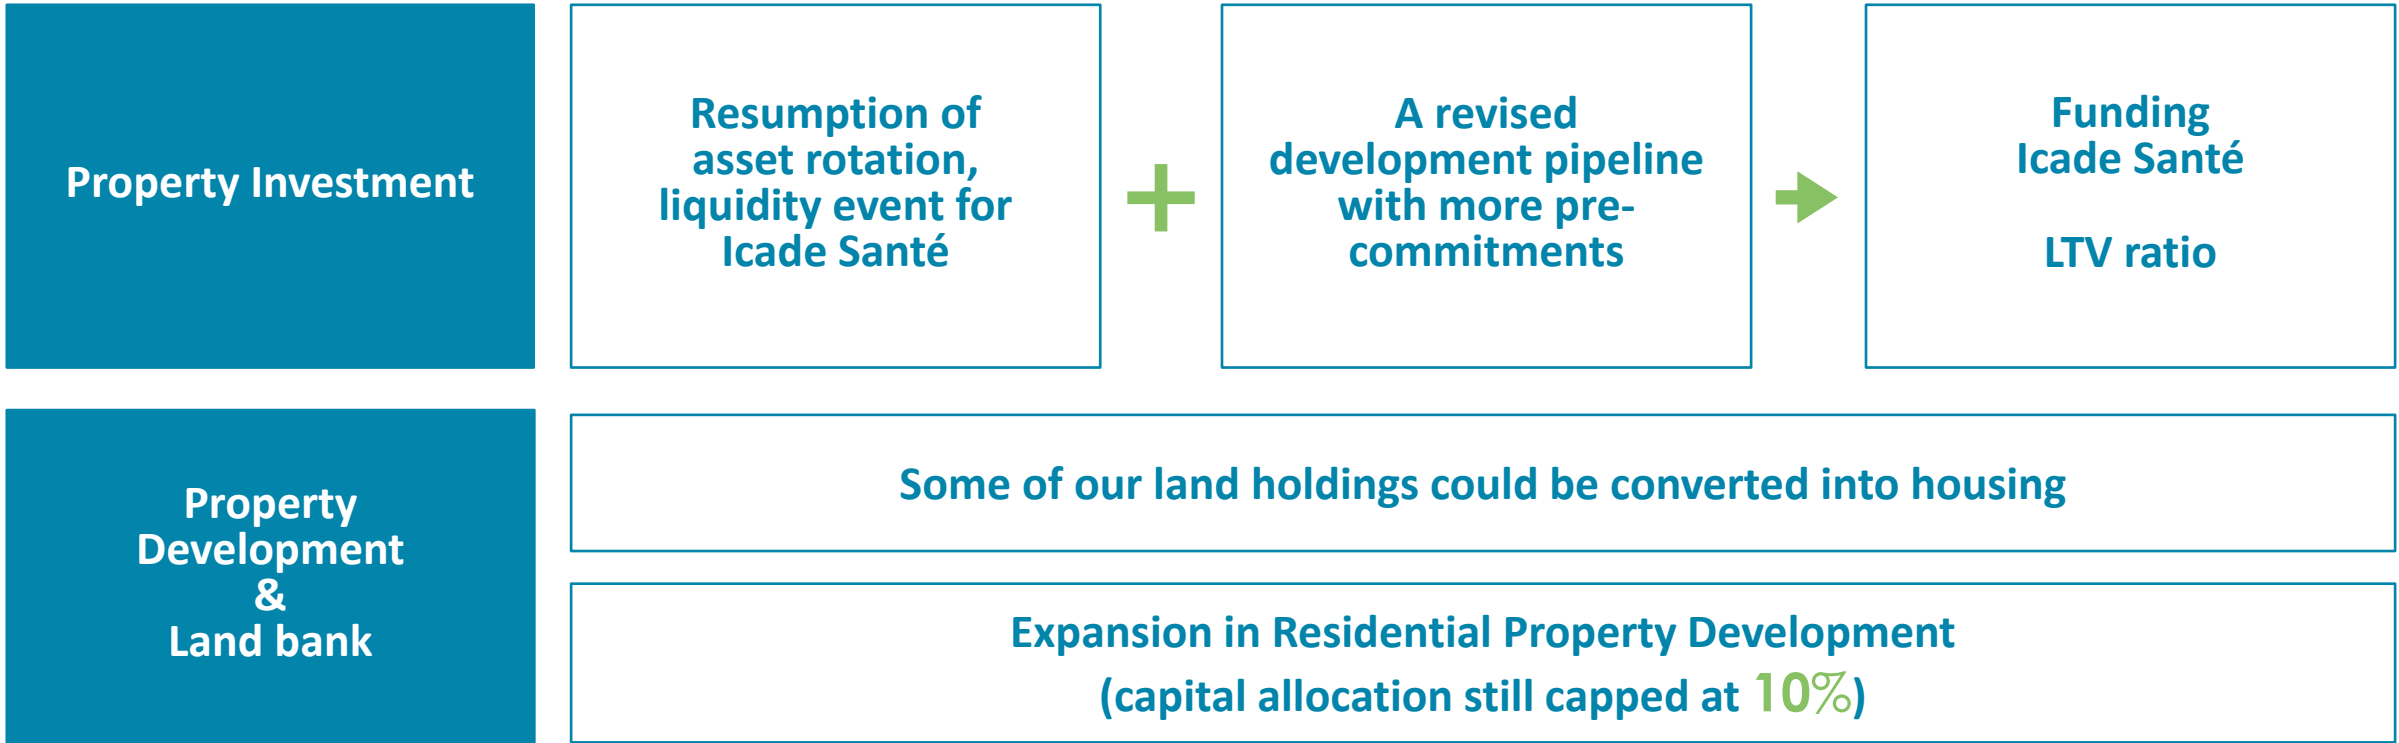 Property Investment
Resumption of
asset rotation,
liquidity event for
Icade Santé
+
A revised
development pipeline
with more pre-
commitments
Funding
Icade Santé
LTV ratio
Property
Development
&
Land bank
Some of our land holdings could be converted into housing
Expansion in Residential Property Development
(capital allocation still capped at 10%)